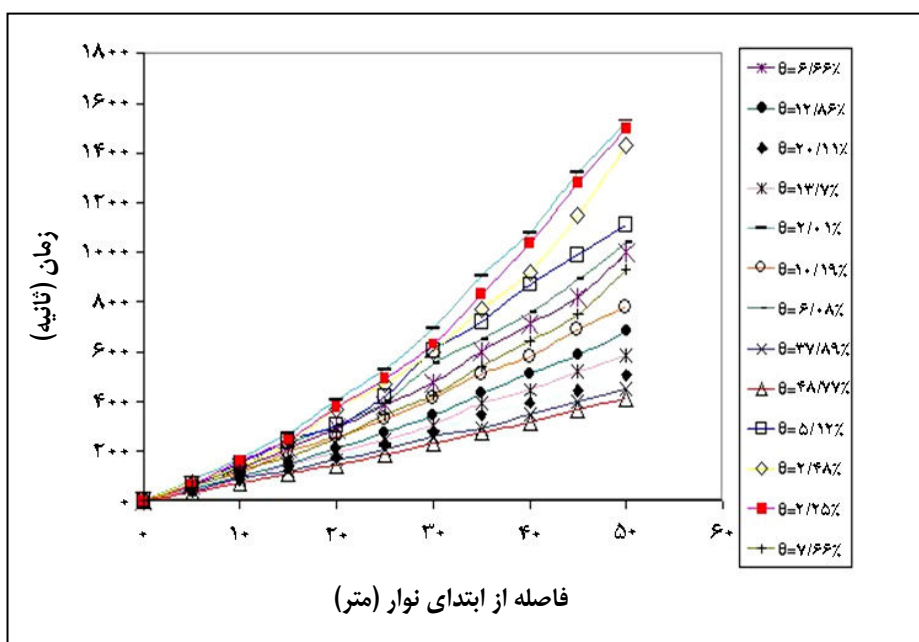 ۱۸۰۰
۱۶۰۰
۱۴۰۰
۱۲۰۰
۱۰۰۰
۸۰۰
۶۰۰
۴۰۰
۲۰۰
۰
زمان (ثانیه)
۰ ۱۰ ۲۰ ۳۰ ۴۰ ۵۰ ۶۰
فاصله از ابتدای نوار (متر)
θ=۶/۶۶٪
θ=۱۲/۸۶٪
θ=۲۰/۱۱٪
θ=۱۳/۷٪
θ=۲/۰۱٪
θ=۱۰/۱۹٪
θ=۶/۰۸٪
θ=۳۷/۸۹٪
θ=۴۸/۷۷٪
θ=۵/۱۲٪
θ=۲/۴۸٪
θ=۲/۲۵٪
θ=۷/۶۶٪